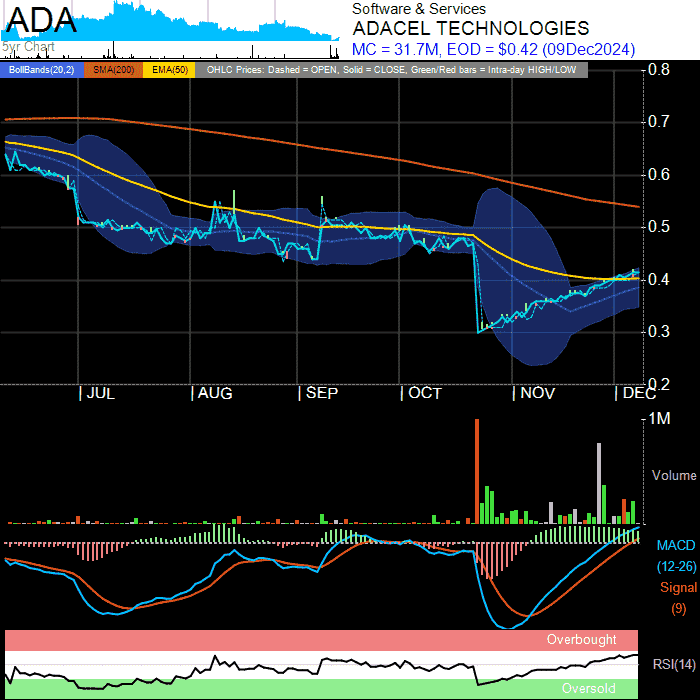 ADA
5yr Chart
Software & Services
ADACEL TECHNOLOGIES
MC = 31.7M, EOD = $0.42 (09Dec2024)
BollBands(20,2) SMA(200) EMA(50) OHLC Prices: Dashed = OPEN, Solid = CLOSE, Green/Red bars = Intra-day HIGH/LOW
0.8
0.7
0.6
0.5
0.4
0.3
0.2
JUL AUG SEP OCT NOV DEC
1M
Volume
MACD
(12-26)
Signal
(9)
Overbought
RSI(14)
Oversold